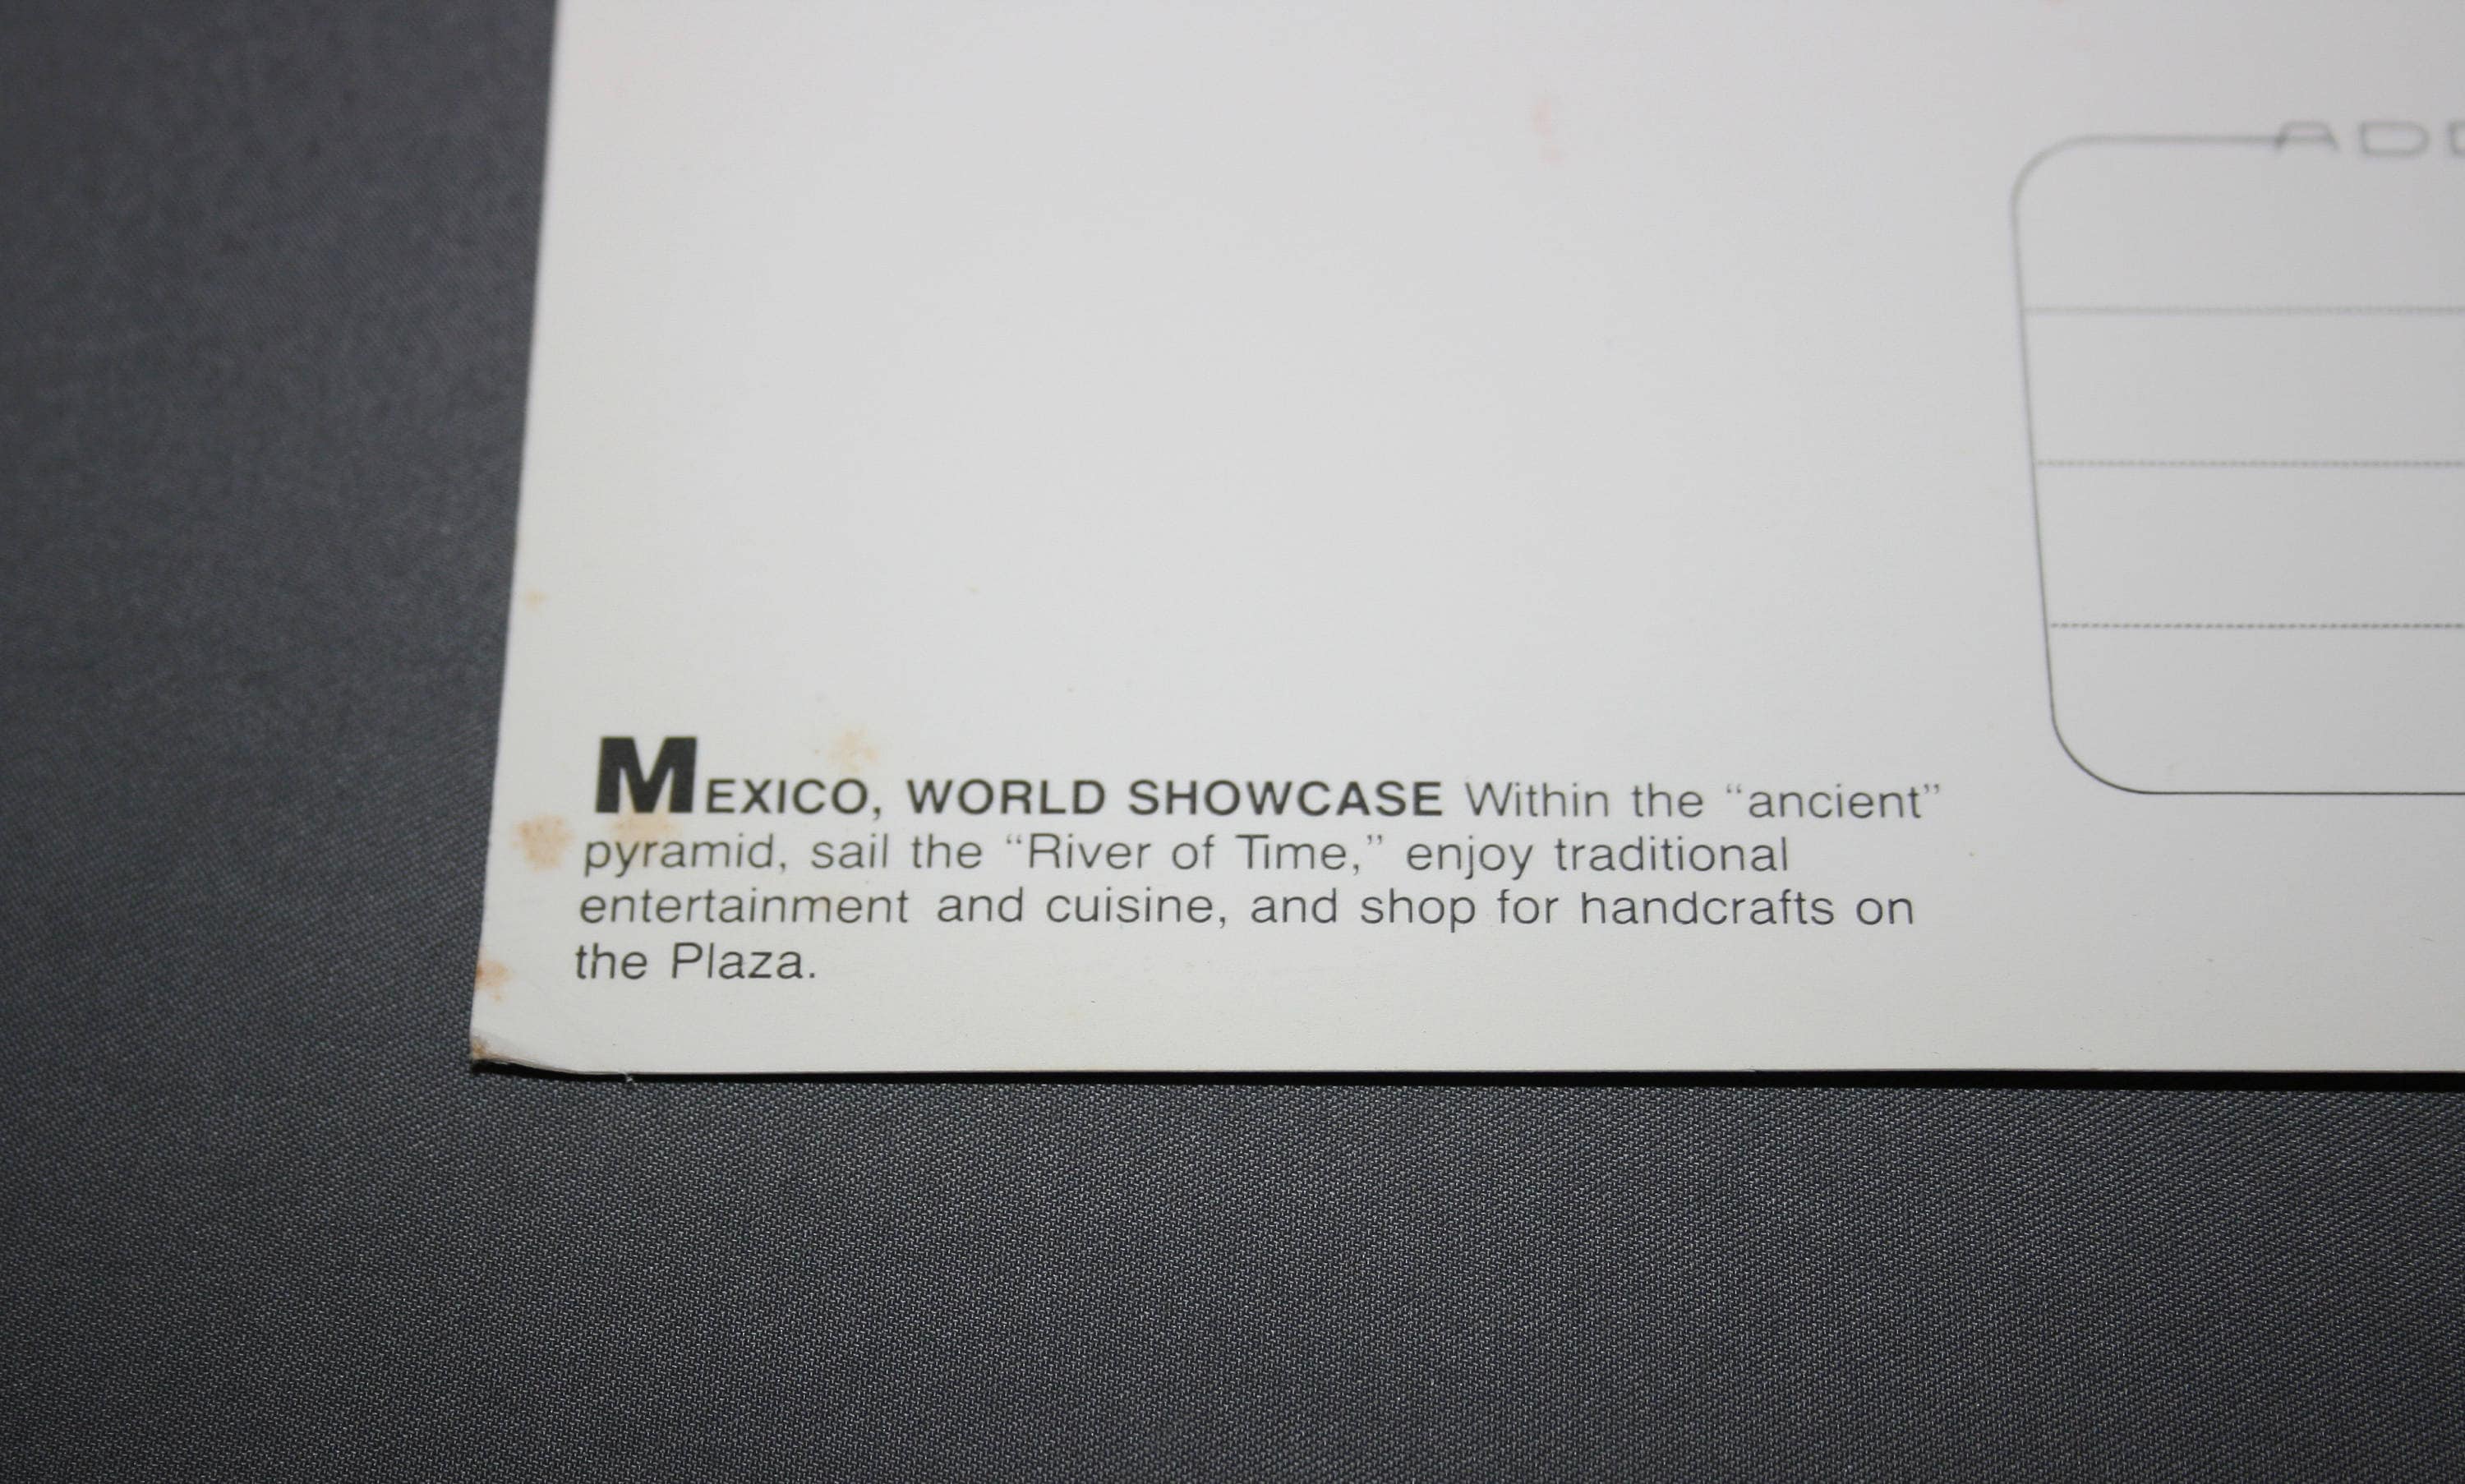 ADD
MEXICO, WORLD SHOWCASE Within the “ancient”
pyramid, sail the “River of Time,” enjoy traditional
entertainment and cuisine, and shop for handcrafts on
the Plaza.